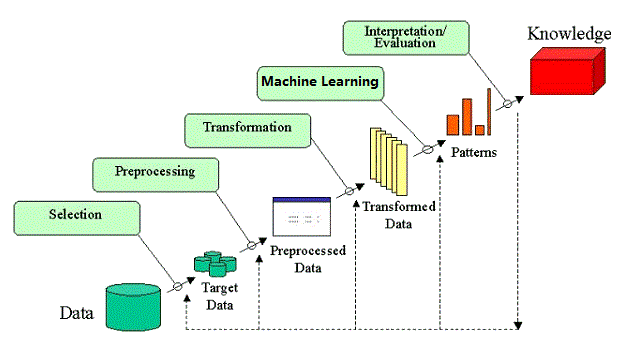 Interpretation/
Evaluation
Knowledge
Machine Learning
Transformation
Patterns
Preprocessing
Transformed
Data
Selection
Preprocessed
Data
Target
Data
Data